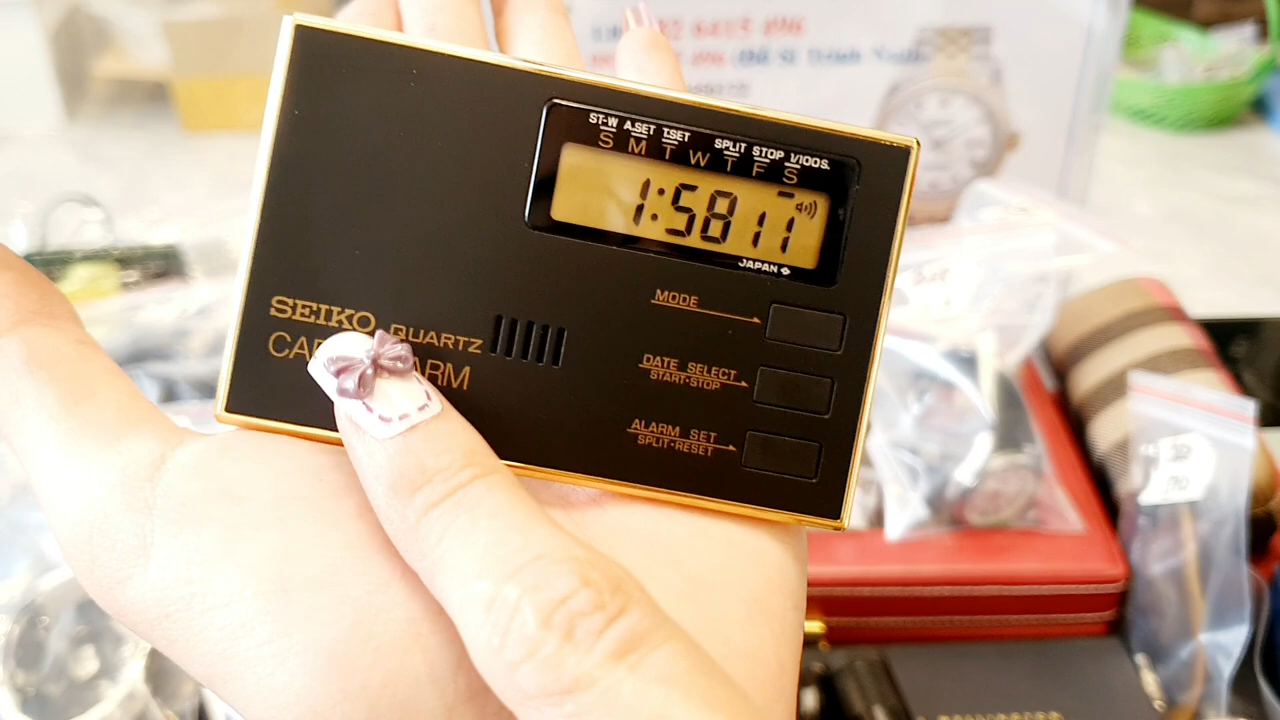 ST-W A.SET T.SET SPLIT STOP 1/100S.
S M T W T F S
1:58 11
JAPAN
MODE
DATE SELECT
START·STOP
ALARM SET
SPLIT·RESET
SEIKO QUARTZ